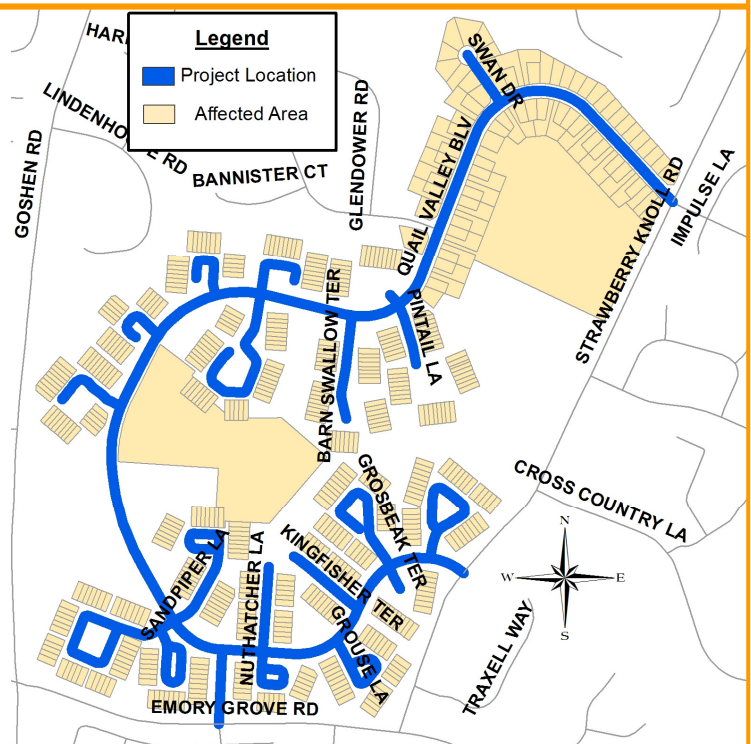 Legend
Project Location
Affected Area
HAR
LINDENHO E RD
BANNISTER CT
GLENDOWER RD
GOSHEN RD
SWAN DR
QUAIL VALLEY BLV
STRAWBERRY KNOLL RD
IMPULSE LA
BARN SWALLOW TER
PINTAIL LA
CROSS COUNTRY LA
GROSBEAK TER
KINGFISHER TER
SANDPIPER LA
NUTHATCHER LA
GROUSE LA
TRAXELL WAY
EMORY GROVE RD
N
W E
S